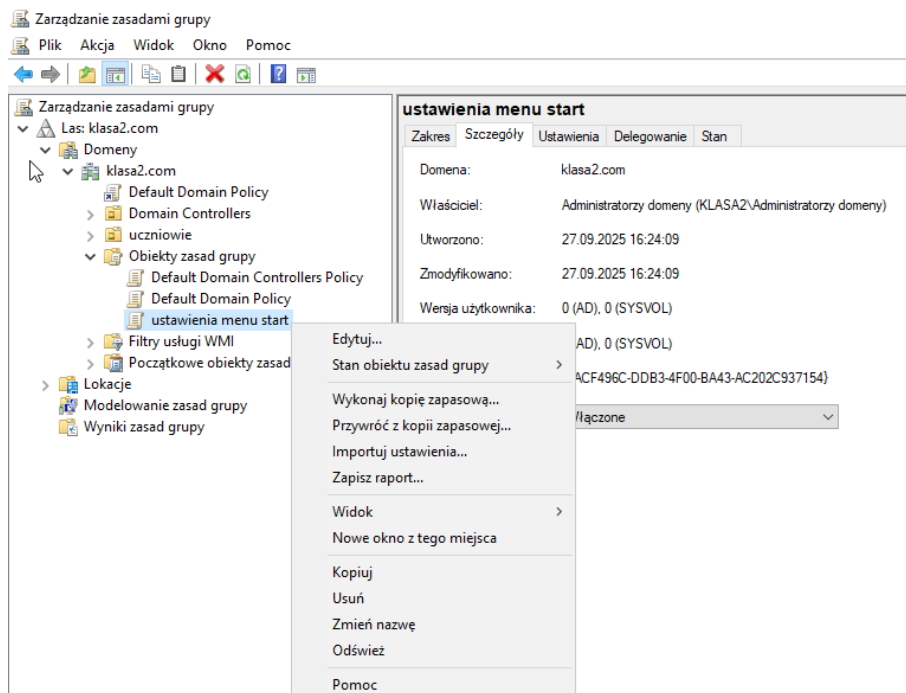 Zarządzanie zasadami grupy
Plik Akcja Widok Okno Pomoc
Zarządzanie zasadami grupy
Las: klasa2.com
Domeny
klasa2.com
Default Domain Policy
Domain Controllers
uczniowie
Obiekty zasad grupy
Default Domain Controllers Policy
Default Domain Policy
ustawienia menu start
Filtry usługi WMI
Początkowe obiekty zasad
Lokacje
Modelowanie zasad grupy
Wyniki zasad grupy
ustawienia menu start
Zakres Szczegóły Ustawienia Delegowanie Stan
Domena: klasa2.com
Właściciel: Administratorzy domeny (KLASA2\Administratorzy domeny)
Utworzono: 27.09.2025 16:24:09
Zmodyfikowano: 27.09.2025 16:24:09
Wersja użytkownika: 0 (AD), 0 (SYSVOL)
AD), 0 (SYSVOL)
ACF496C-DDB3-4F00-BA43-AC202C937154}
łączone
Edytuj...
Stan obiektu zasad grupy
Wykonaj kopię zapasową...
Przywróć z kopii zapasowej...
Importuj ustawienia...
Zapisz raport...
Widok
Nowe okno z tego miejsca
Kopiuj
Usuń
Zmień nazwę
Odśwież
Pomoc